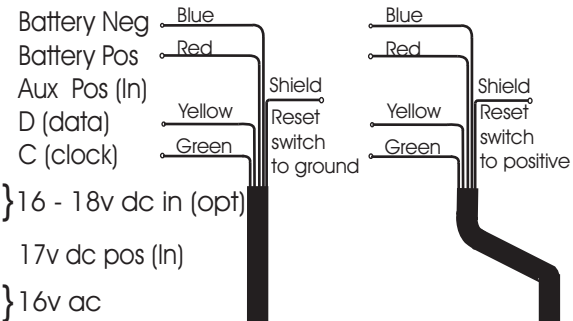 Battery Neg Blue Blue
Battery Pos Red Red
Aux Pos (In) Shield Shield
D (data) Yellow Reset Yellow Reset
C (clock) Green switch Green switch
to ground to positive
}16 - 18v dc in (opt)
17v dc pos (In)
}16v ac